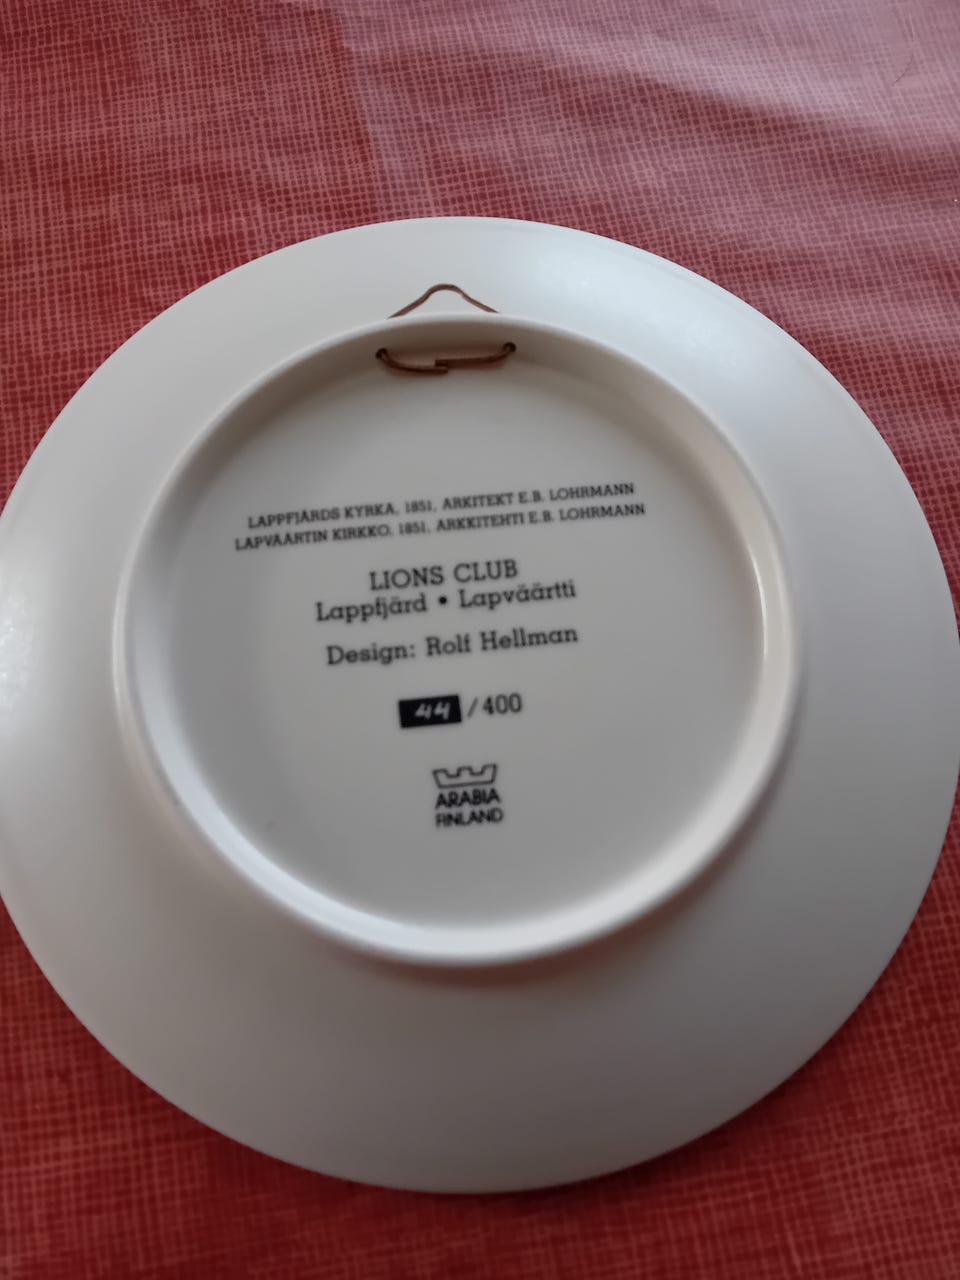 LAPPFJÄRDS KYRKA, 1851, ARKITEKT E.B. LOHRMANN
LAPVÄÄRTIN KIRKKO, 1851, ARKKITEHTI E.B. LOHRMANN
LIONS CLUB
Lappfjärd • Lapväärtti
Design: Rolf Hellman
44 / 400
ARABIA
FINLAND